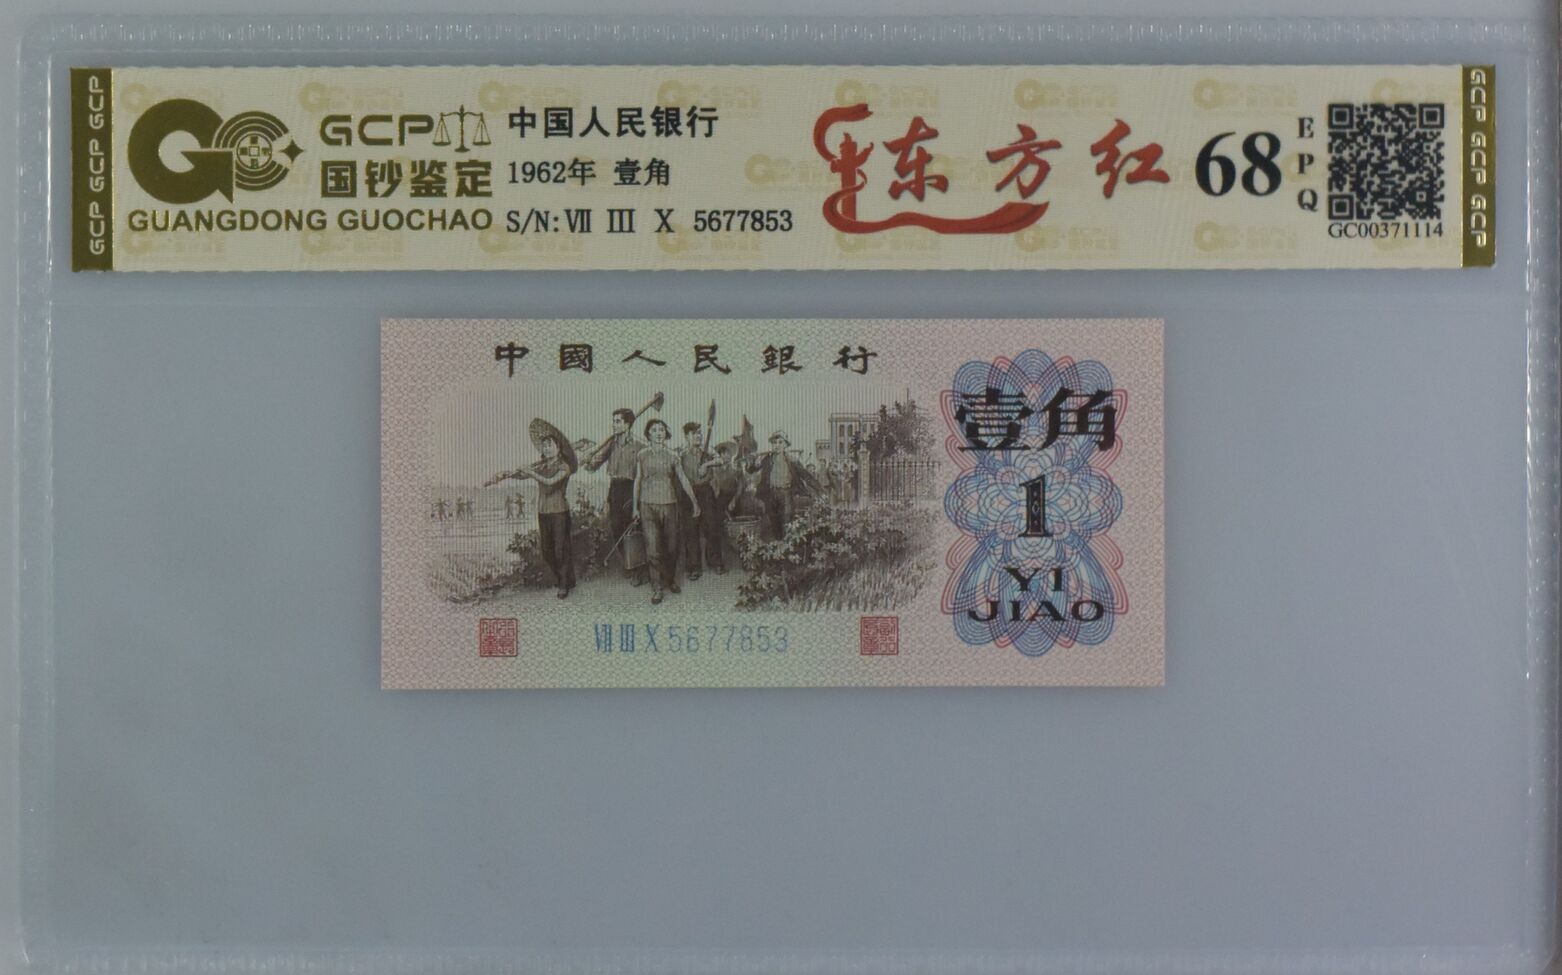 GCP GCP GCP
GCP
国钞鉴定
GUANGDONG GUOCHAO
中国人民银行
1962年 壹角
S/N: Ⅶ Ⅲ Ⅹ 5677853
东方红
68
EPQ
GC00371114
GCP GCP GCP
中國人民銀行
壹角
1
YI
JIAO
Ⅶ Ⅲ Ⅹ 5677853